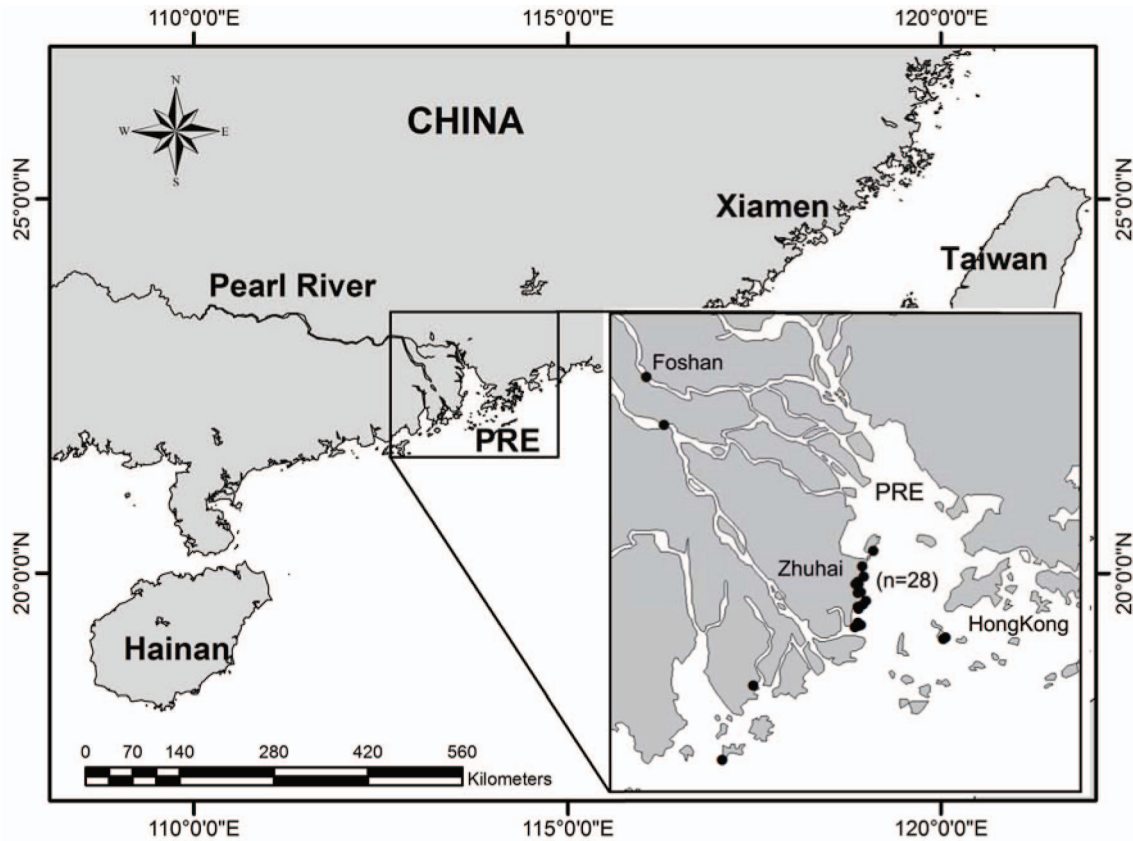 110°0'0"E 115°0'0"E 120°0'0"E
N
W E
S
CHINA
25°0'0"N
25°0'0"N
Xiamen
Taiwan
Pearl River
PRE
Foshan
PRE
Zhuhai
(n=28)
HongKong
20°0'0"N
20°0'0"N
Hainan
0 70 140 280 420 560
Kilometers
110°0'0"E 115°0'0"E 120°0'0"E